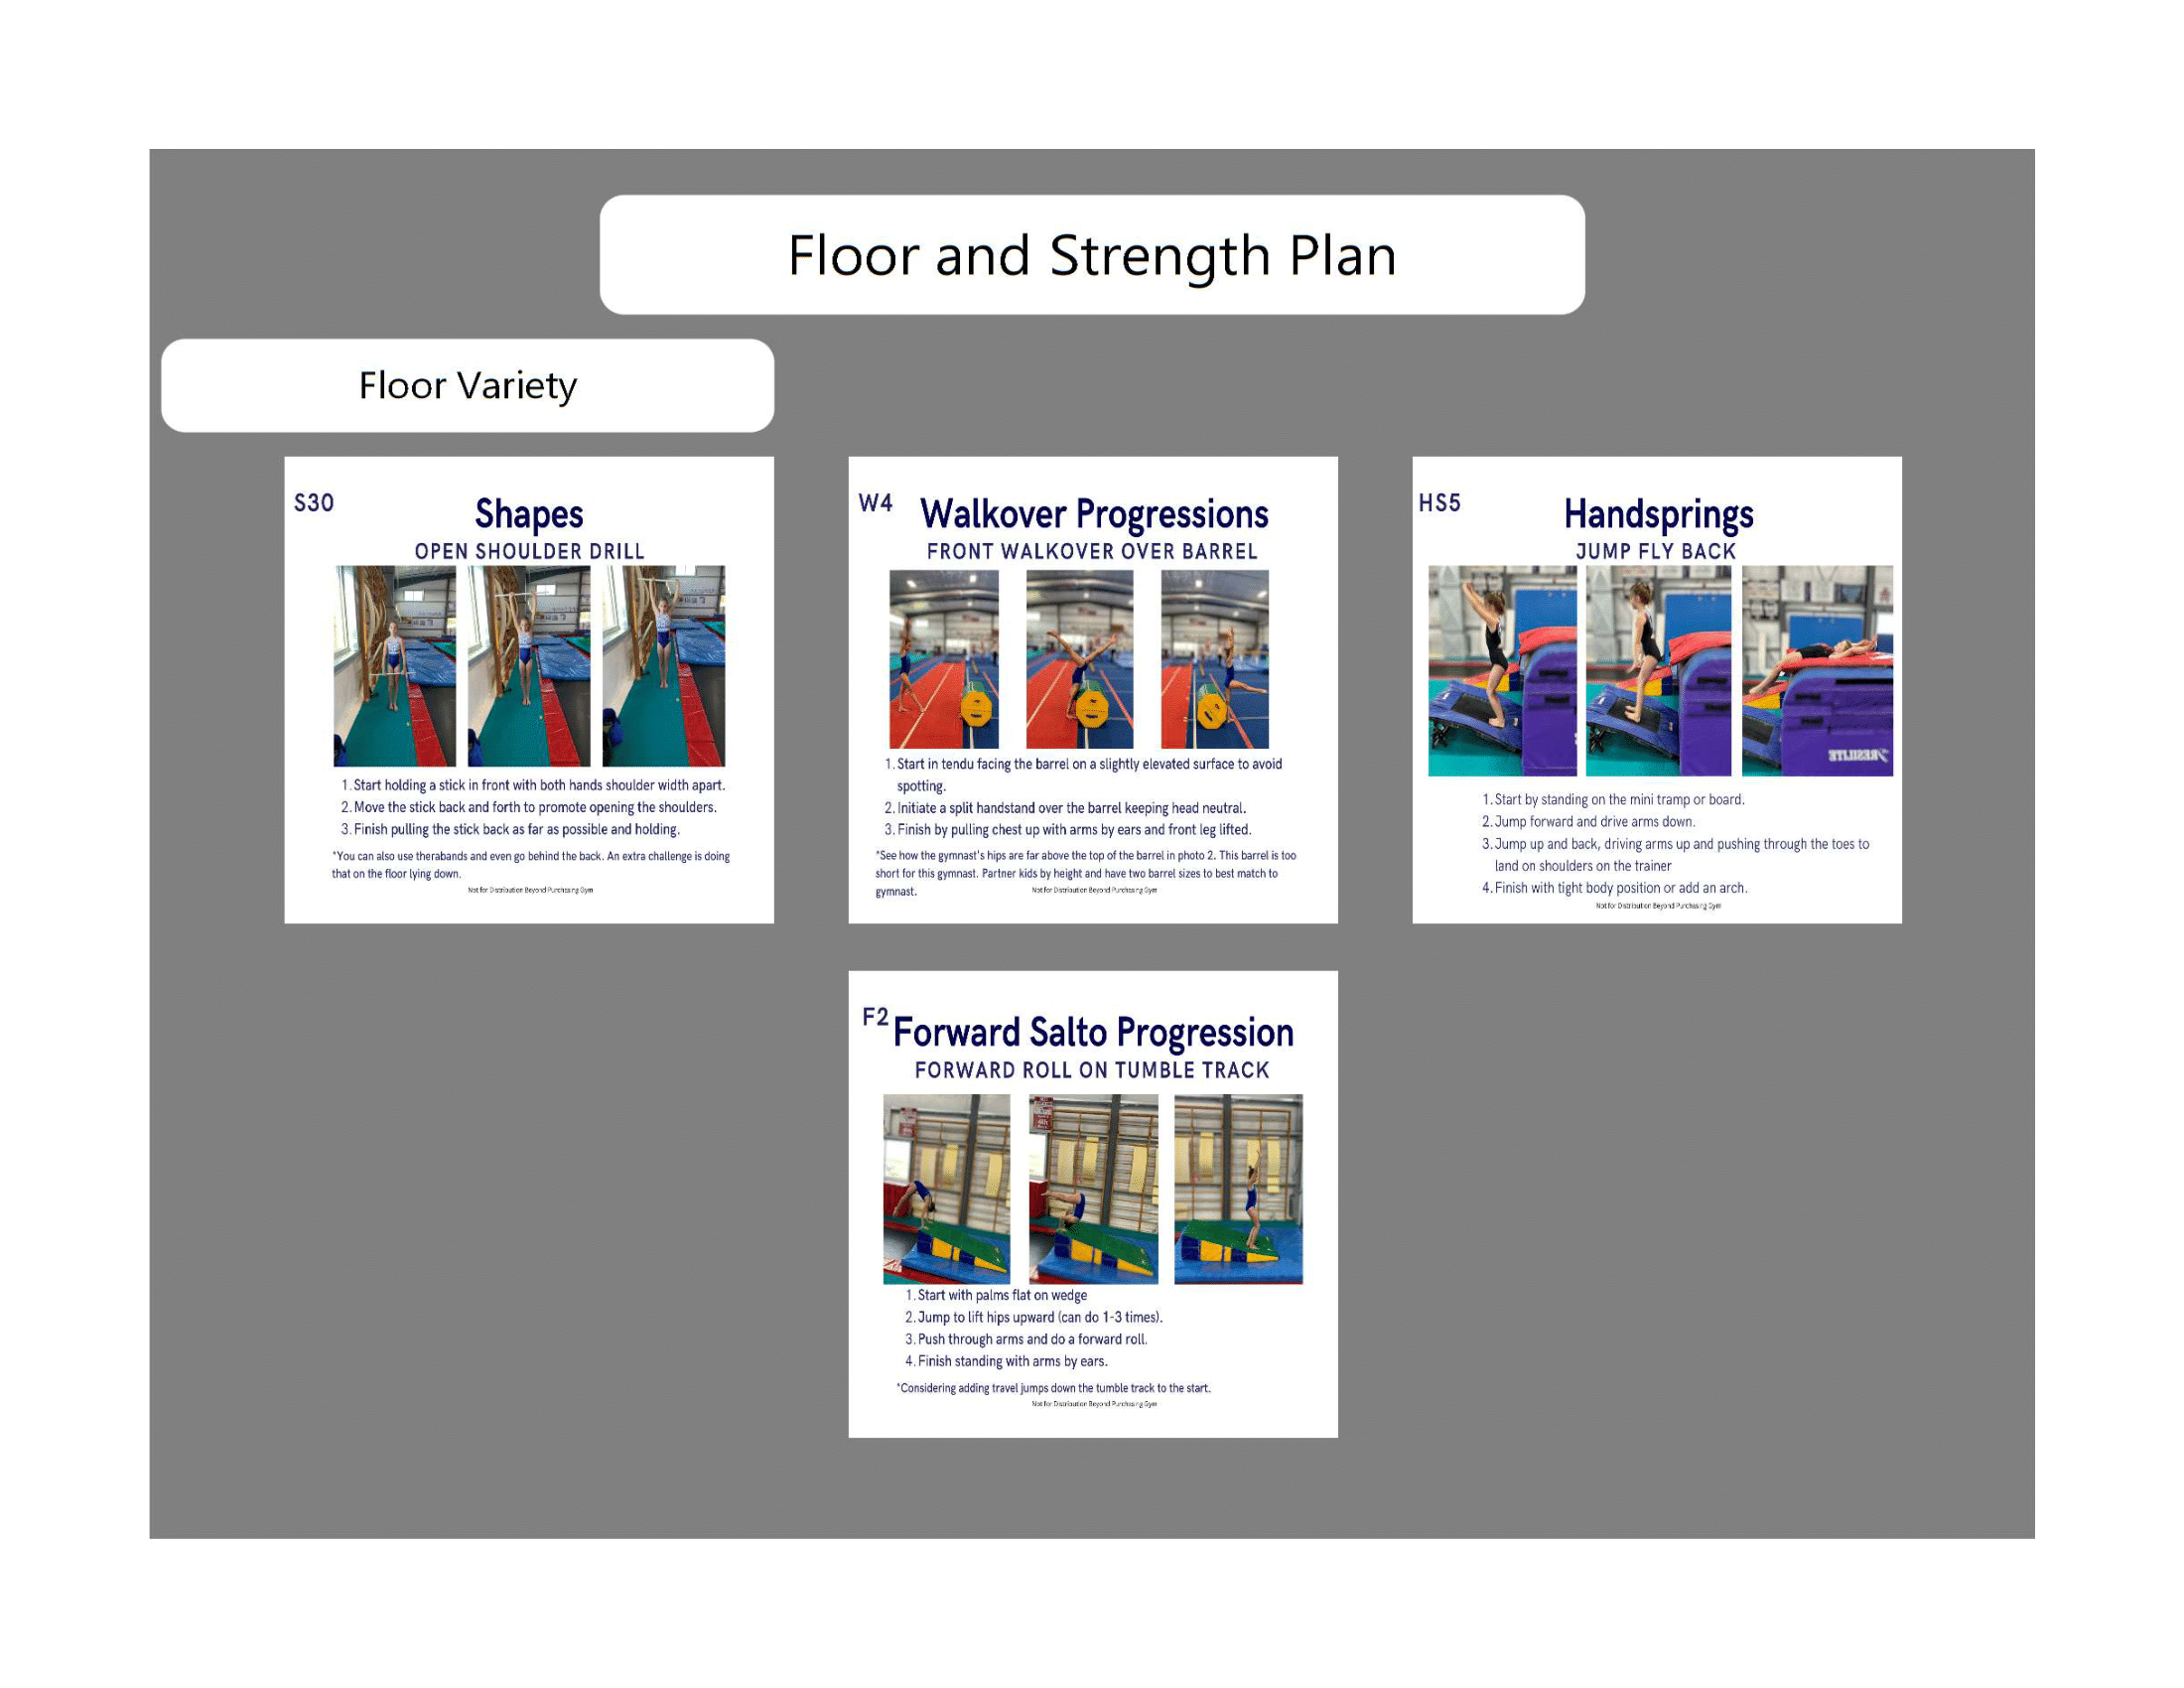 Floor and Strength Plan
Floor Variety
S30
Shapes
OPEN SHOULDER DRILL
1. Start holding a stick in front with both hands shoulder width apart.
2. Move the stick back and forth to promote opening the shoulders.
3. Finish pulling the stick back as far as possible and holding.
*You can also use therabands and even go behind the back. An extra challenge is doing
that on the floor lying down.
Not for Distribution Beyond Purchasing Gym
W4
Walkover Progressions
FRONT WALKOVER OVER BARREL
1. Start in tendu facing the barrel on a slightly elevated surface to avoid
spotting.
2. Initiate a split handstand over the barrel keeping head neutral.
3. Finish by pulling chest up with arms by ears and front leg lifted.
*See how the gymnast's hips are far above the top of the barrel in photo 2. This barrel is too
short for this gymnast. Partner kids by height and have two barrel sizes to best match to
gymnast.
Not for Distribution Beyond Purchasing Gym
HS5
Handsprings
JUMP FLY BACK
RESILITE
1. Start by standing on the mini tramp or board.
2. Jump forward and drive arms down.
3. Jump up and back, driving arms up and pushing through the toes to
land on shoulders on the trainer
4. Finish with tight body position or add an arch.
Not for Distribution Beyond Purchasing Gym
F2
Forward Salto Progression
FORWARD ROLL ON TUMBLE TRACK
1. Start with palms flat on wedge
2. Jump to lift hips upward (can do 1-3 times).
3. Push through arms and do a forward roll.
4. Finish standing with arms by ears.
*Considering adding travel jumps down the tumble track to the start.
Not for Distribution Beyond Purchasing Gym